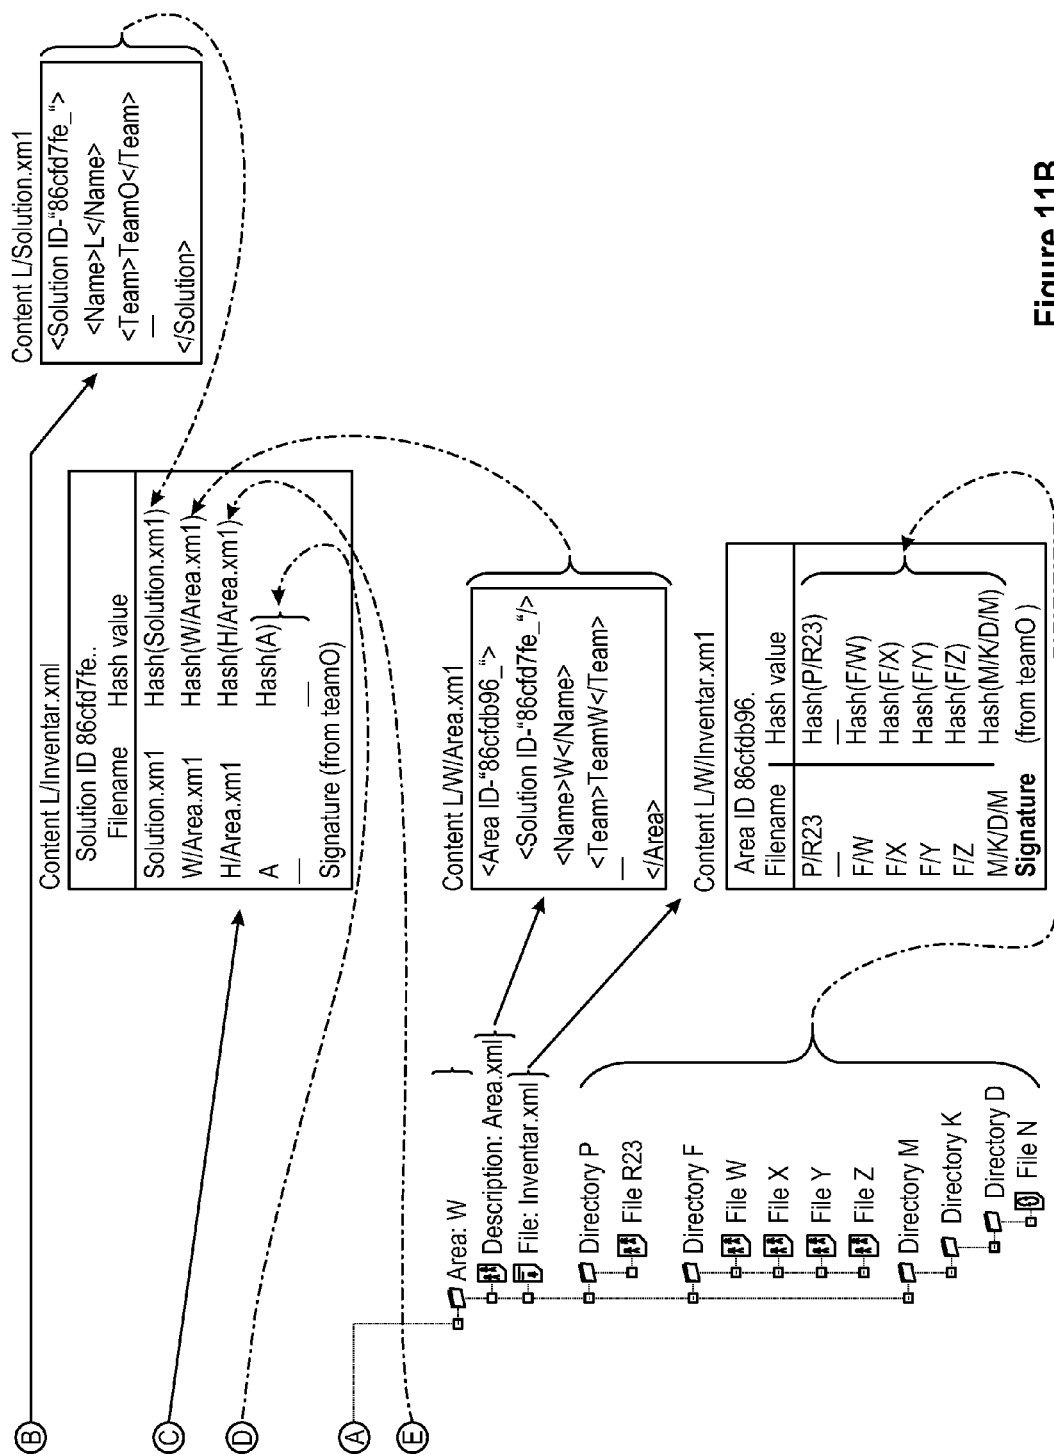 B
Content L/Solution.xm1
<Solution ID-"86cfd7fe_">
<Name>L</Name>
<Team>TeamO</Team>
_
</Solution>
C
Content L/Inventar.xml
Solution ID 86cfd7fe..
Filename Hash value
Solution.xm1 Hash(Solution.xm1)
W/Area.xm1 Hash(W/Area.xm1)
H/Area.xm1 Hash(H/Area.xm1)
A Hash(A)
_ _
Signature (from teamO)
D
A
E
Area: W
Description: Area.xml
File: Inventar.xml
Directory P
File R23
Directory F
File W
File X
File Y
File Z
Directory M
Directory K
Directory D
File N
Content L/W/Area.xm1
<Area ID-"86cfdb96_">
<Solution ID-"86cfd7fe_"/>
<Name>W</Name>
<Team>TeamW</Team>
_
</Area>
Content L/W/Inventar.xm1
Area ID 86cfdb96.
Filename Hash value
P/R23 Hash(P/R23)
_ _
F/W Hash(F/W)
F/X Hash(F/X)
F/Y Hash(F/Y)
F/Z Hash(F/Z)
M/K/D/M Hash(M/K/D/M)
Signature (from teamO )
Figure 11B